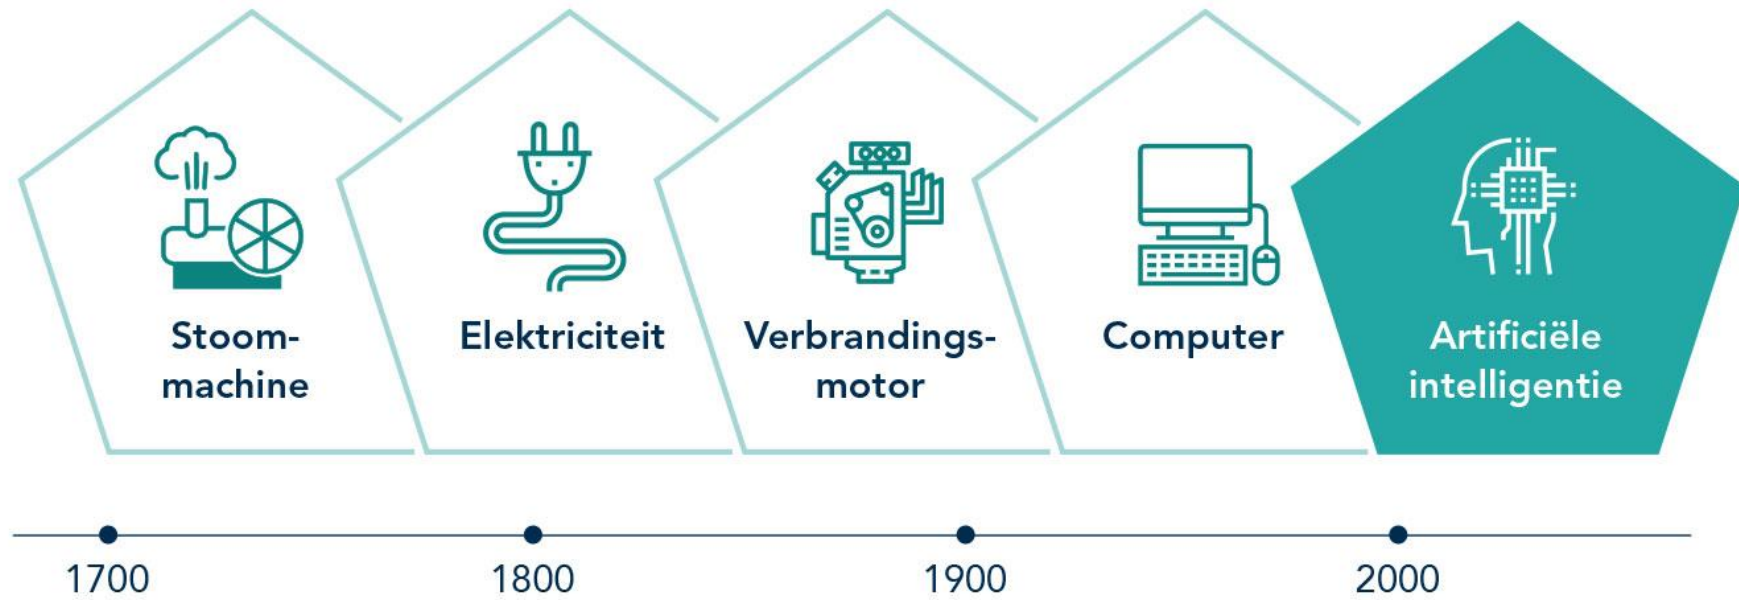 Stoom-
machine
Elektriciteit
Verbrandings-
motor
Computer
Artificiële
intelligentie
1700
1800
1900
2000